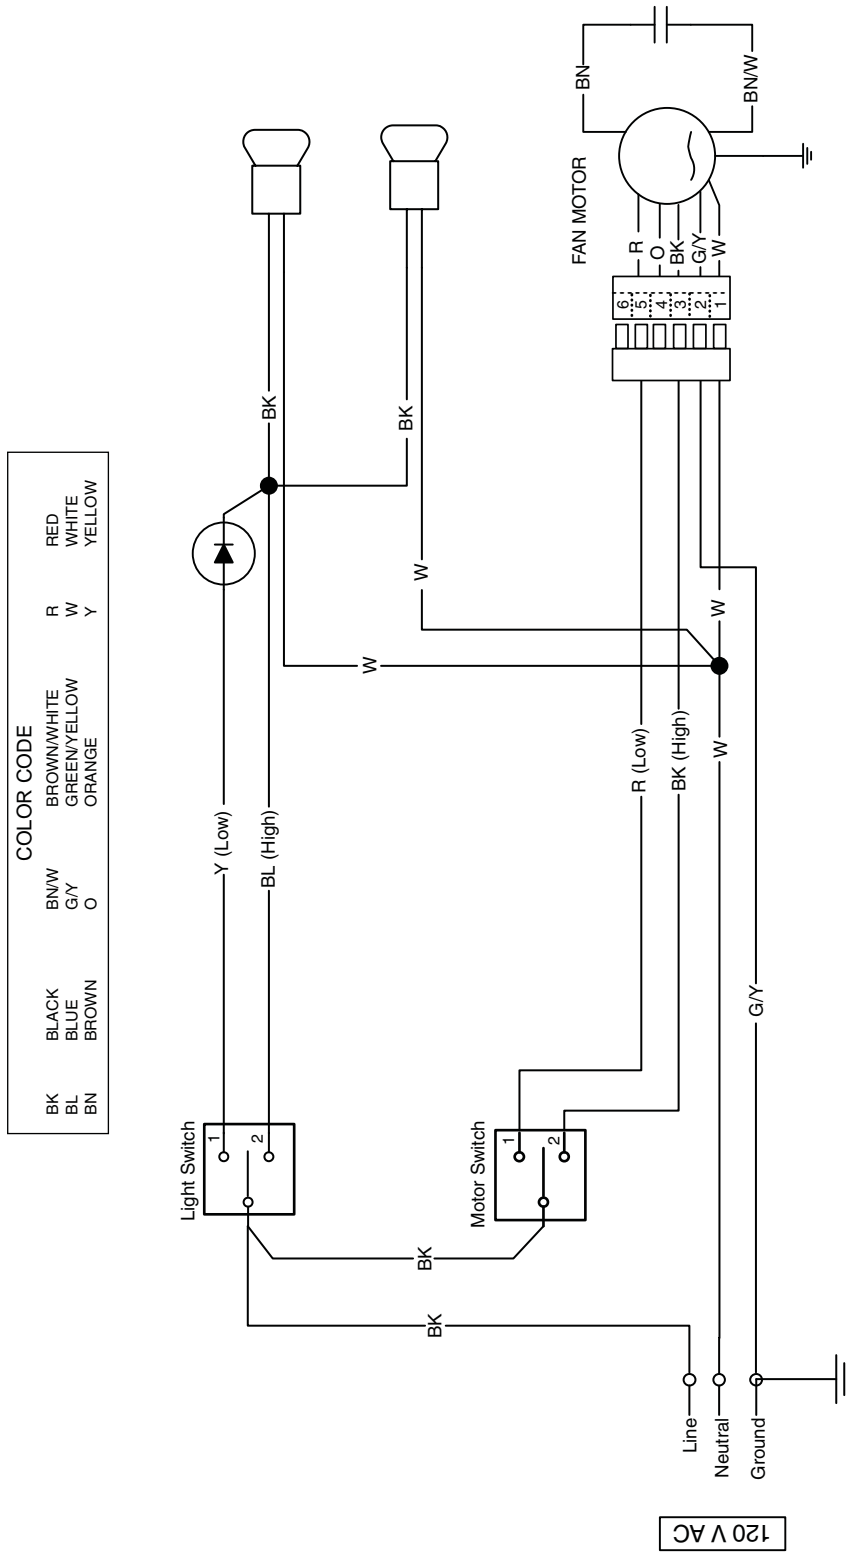 COLOR CODE
BK BLACK BN/W BROWN/WHITE R RED
BL BLUE G/Y GREEN/YELLOW W WHITE
BN BROWN O ORANGE Y YELLOW
Light Switch
1
2
Y (Low)
BL (High)
BK
BK
W
W
BK
BK
Motor Switch
1
2
R (Low)
BK (High)
W
W
G/Y
FAN MOTOR
6
5
4
3
2
1
R
O
BK
G/Y
W
BN
BN/W
Line
Neutral
Ground
120 V AC